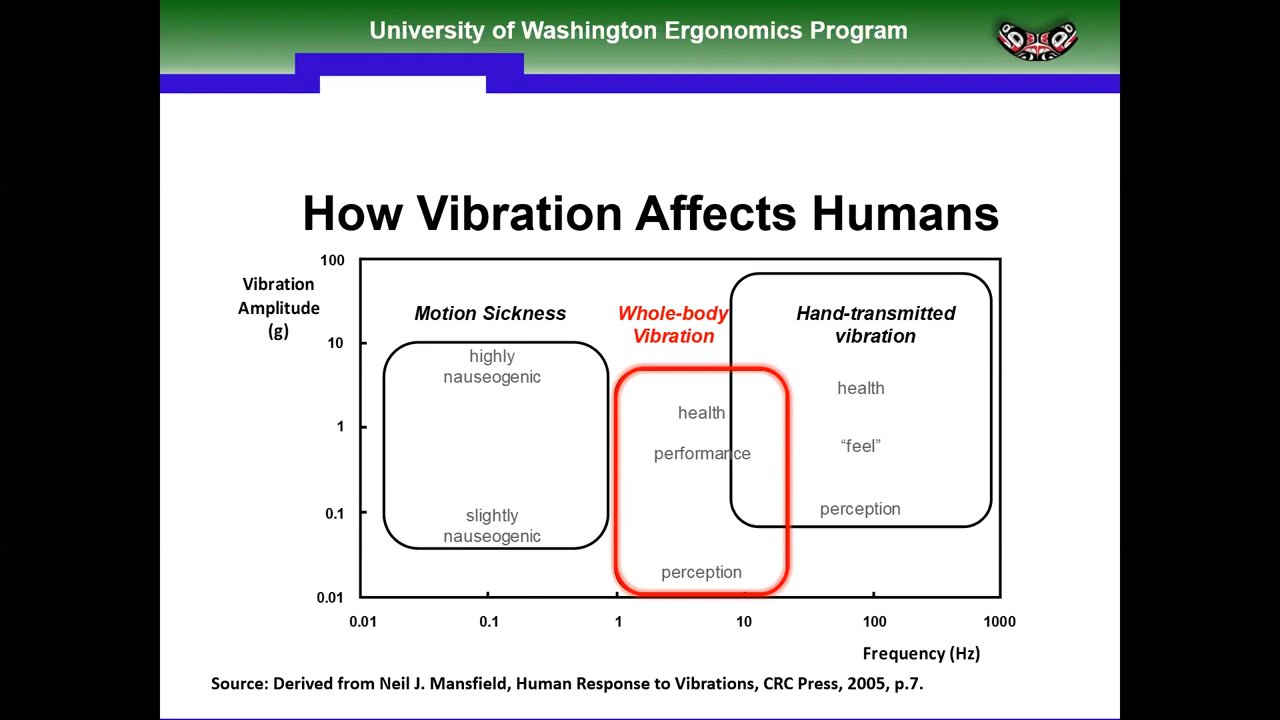 University of Washington Ergonomics Program
How Vibration Affects Humans
Vibration
Amplitude
(g)
100
10
1
0.1
0.01
Motion Sickness
highly
nauseogenic
slightly
nauseogenic
Whole-body
Vibration
health
performance
perception
Hand-transmitted
vibration
health
“feel”
perception
0.01 0.1 1 10 100 1000
Frequency (Hz)
Source: Derived from Neil J. Mansfield, Human Response to Vibrations, CRC Press, 2005, p.7.